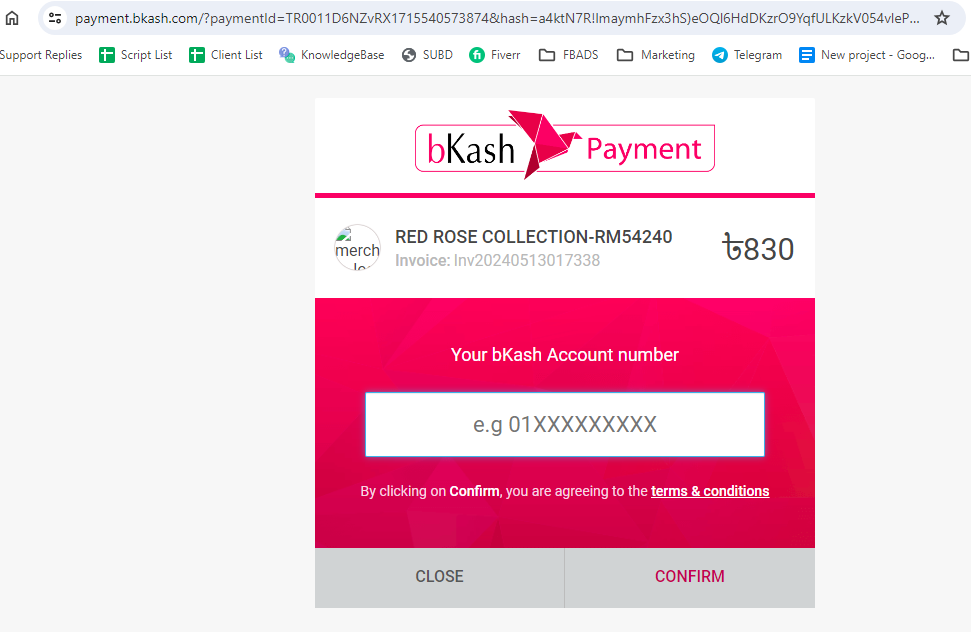 payment.bkash.com/?paymentId=TR0011D6NZvRX1715540573874&hash=a4ktN7R!ImaymhFzx3hS)eOQl6HdDKzrO9YqfULKzkV054vleP...
Support Replies Script List Client List KnowledgeBase SUBD Fiverr FBADS Marketing Telegram New project - Goog...
bKash Payment
merch
RED ROSE COLLECTION-RM54240
৳830
Invoice: Inv20240513017338
Your bKash Account number
e.g 01XXXXXXXXX
By clicking on Confirm, you are agreeing to the terms & conditions
CLOSE CONFIRM